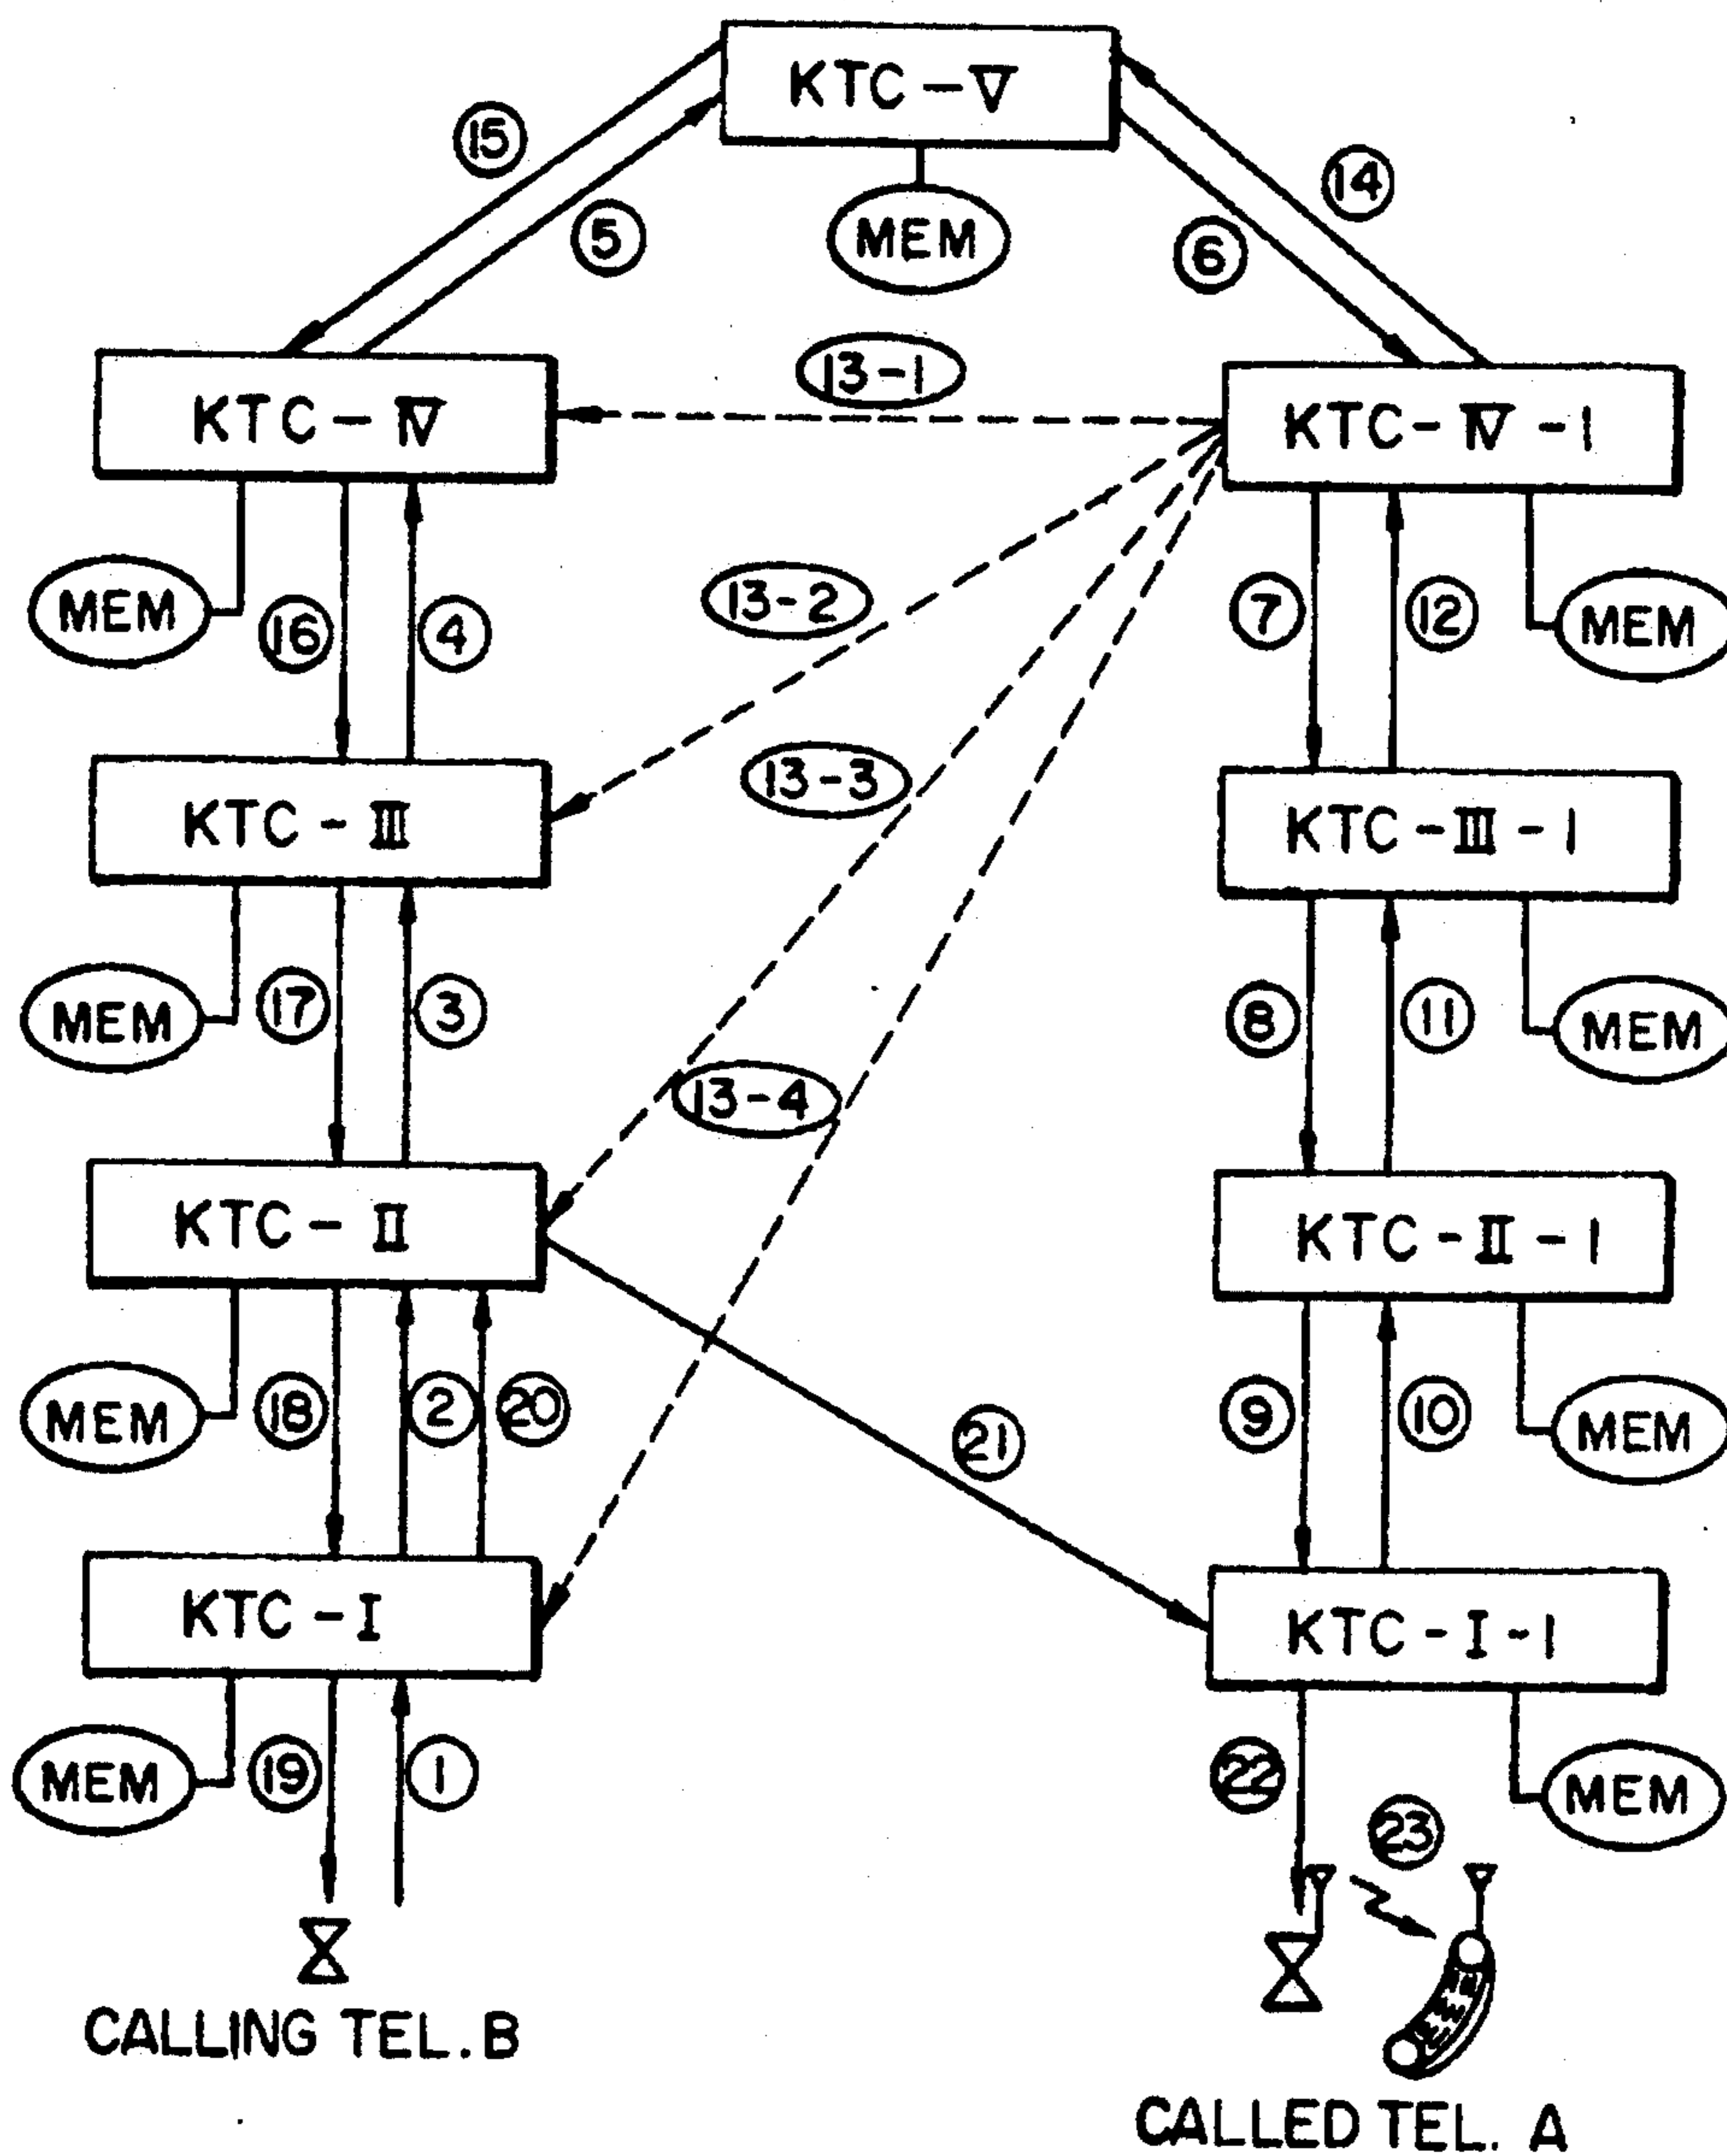 KTC-V
15
14
5
MEM
6
13-1
KTC-IV
KTC-IV-1
13-2
MEM
16
4
7
12
MEM
13-3
KTC-III
KTC-III-1
MEM
17
3
8
11
MEM
13-4
KTC-II
KTC-II-1
MEM
18
2
20
21
9
10
MEM
KTC-I
KTC-I-1
MEM
19
1
22
MEM
23
CALLING TEL. B
CALLED TEL. A